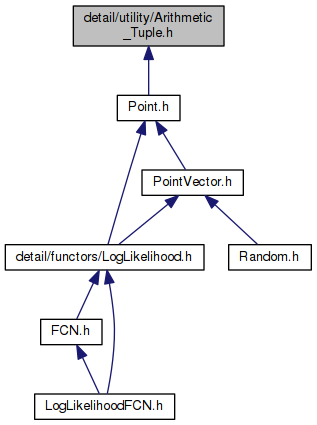 detail/utility/Arithmetic
_Tuple.h
Point.h
PointVector.h
detail/functors/LogLikelihood.h
Random.h
FCN.h
LogLikelihoodFCN.h